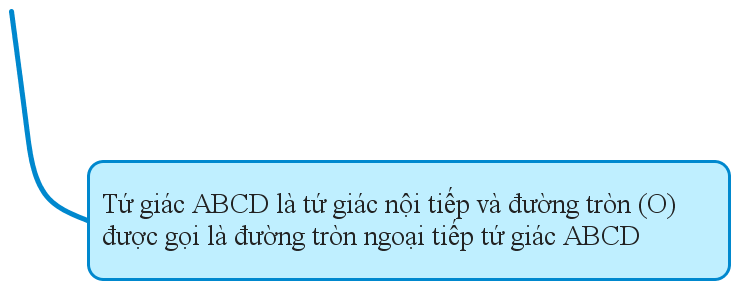 Tứ giác ABCD là tứ giác nội tiếp và đường tròn (O)
được gọi là đường tròn ngoại tiếp tứ giác ABCD